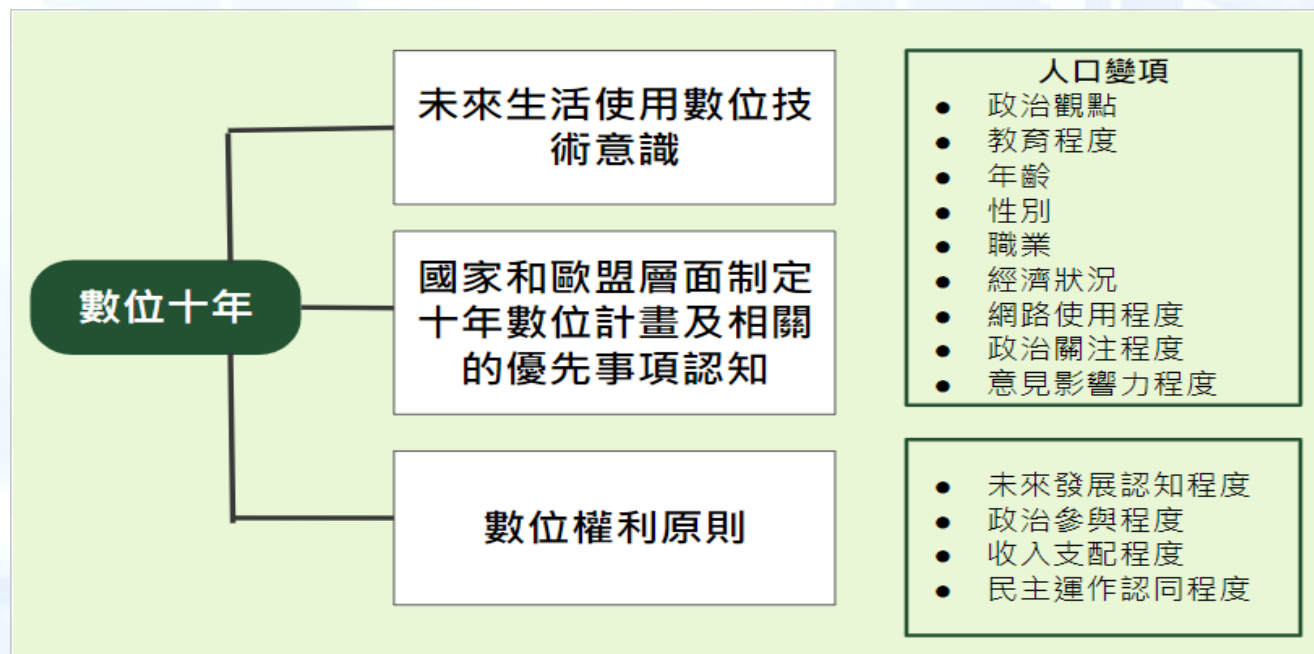 數位十年
未來生活使用數位技
術意識
國家和歐盟層面制定
十年數位計畫及相關
的優先事項認知
數位權利原則
人口變項
● 政治觀點
● 教育程度
● 年齡
● 性別
● 職業
● 經濟狀況
● 網路使用程度
● 政治關注程度
● 意見影響力程度
● 未來發展認知程度
● 政治參與程度
● 收入支配程度
● 民主運作認同程度